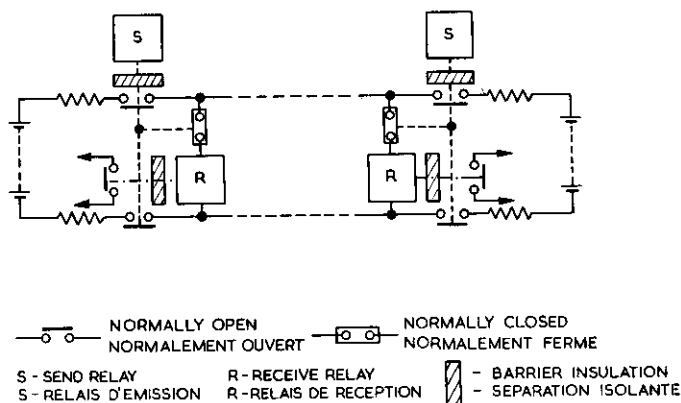 S
S
R
R
NORMALLY OPEN
NORMALEMENT OUVERT
NORMALLY CLOSED
NORMALEMENT FERME
S - SEND RELAY
S - RELAIS D'EMISSION
R - RECEIVE RELAY
R - RELAIS DE RECEPTION
- BARRIER INSULATION
- SEPARATION ISOLANTE